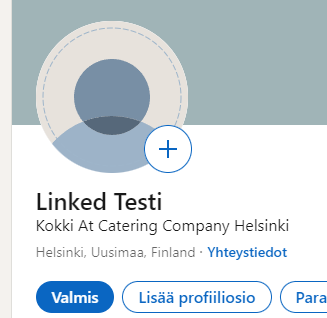 Linked Testi
Kokki At Catering Company Helsinki
Helsinki, Uusimaa, Finland · Yhteystiedot
Valmis Lisää profiiliosio Para